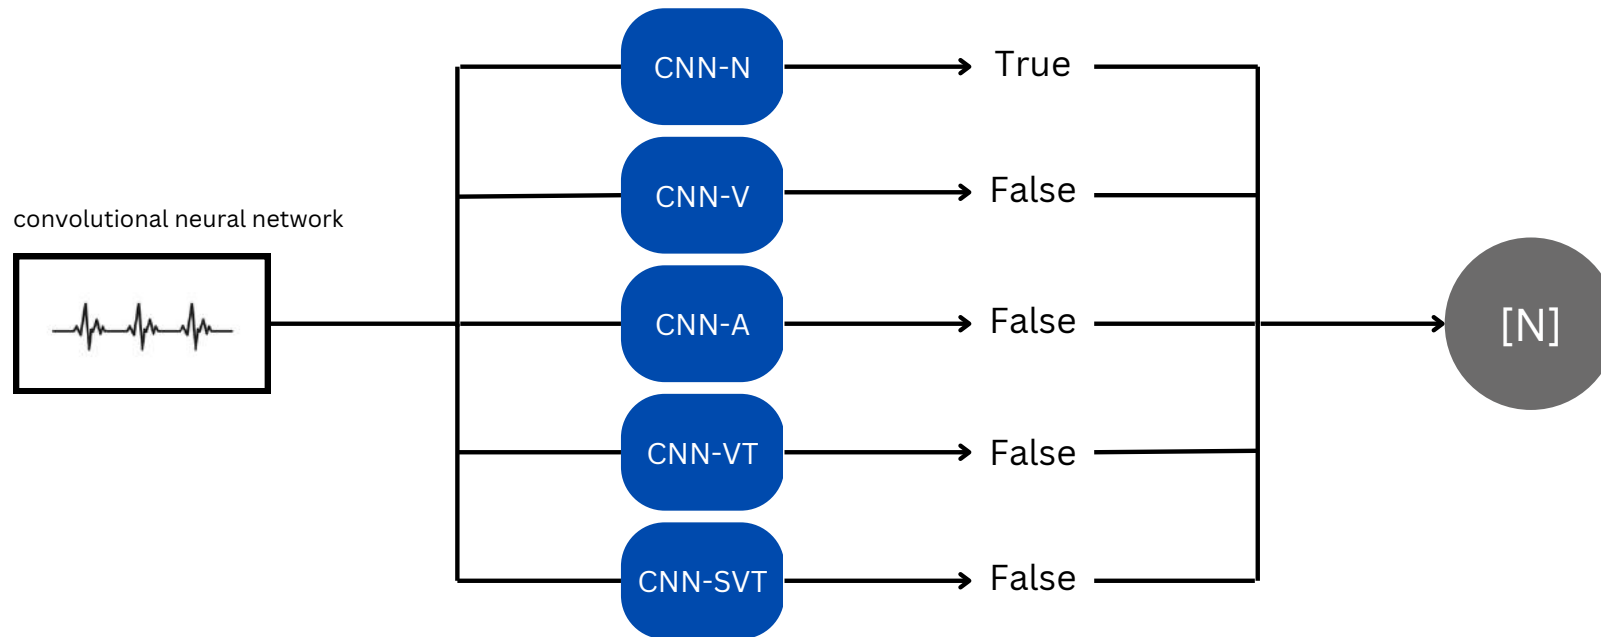 convolutional neural network
CNN-N
True
CNN-V
False
CNN-A
False
CNN-VT
False
CNN-SVT
False
[N]